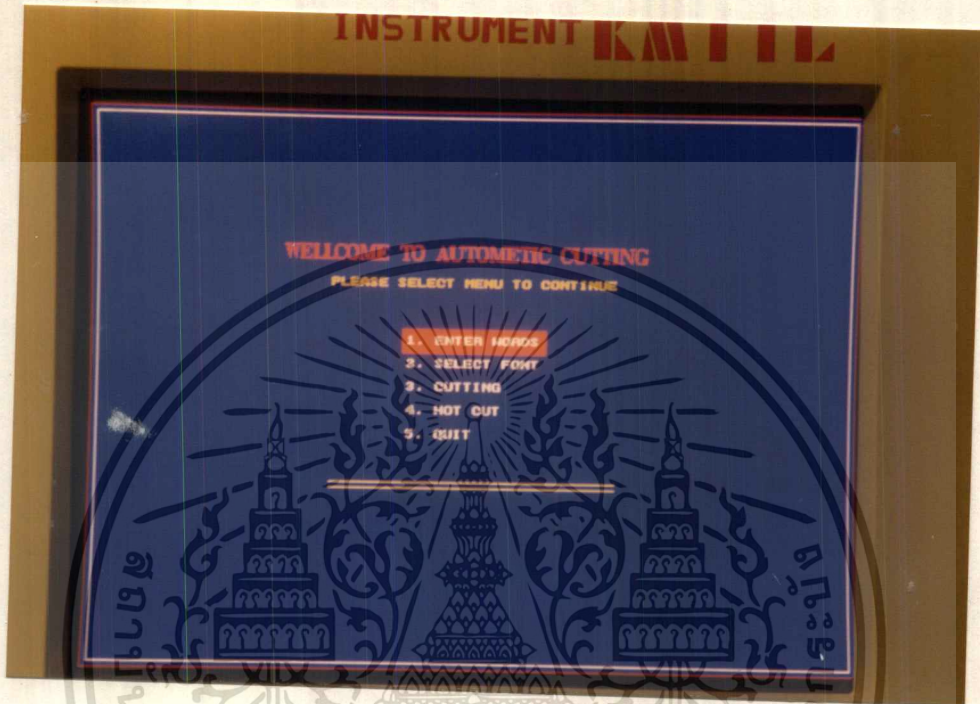 INSTRUMENT KMITL
WELLCOME TO AUTOMETIC CUTTING
PLEASE SELECT MENU TO CONTINUE
1. ENTER WORDS
2. SELECT FONT
3. CUTTING
4. HOT CUT
5. QUIT